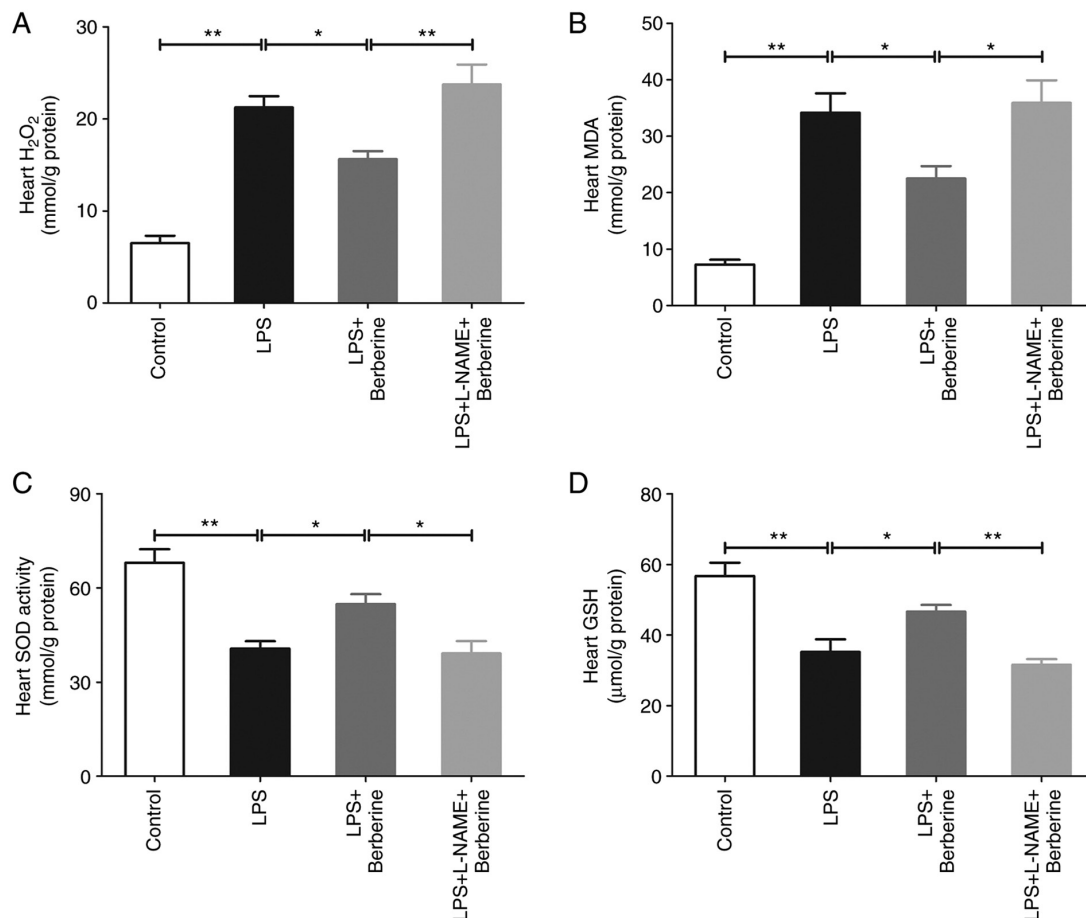 A
Heart H2O2
(mmol/g protein)
30
20
10
0
**
*
**
Control
LPS
LPS+
Berberine
LPS+L-NAME+
Berberine
B
Heart MDA
(mmol/g protein)
50
40
30
20
10
0
**
*
*
Control
LPS
LPS+
Berberine
LPS+L-NAME+
Berberine
C
Heart SOD activity
(mmol/g protein)
90
60
30
0
**
*
*
Control
LPS
LPS+
Berberine
LPS+L-NAME+
Berberine
D
Heart GSH
(μmol/g protein)
80
60
40
20
0
**
*
**
Control
LPS
LPS+
Berberine
LPS+L-NAME+
Berberine